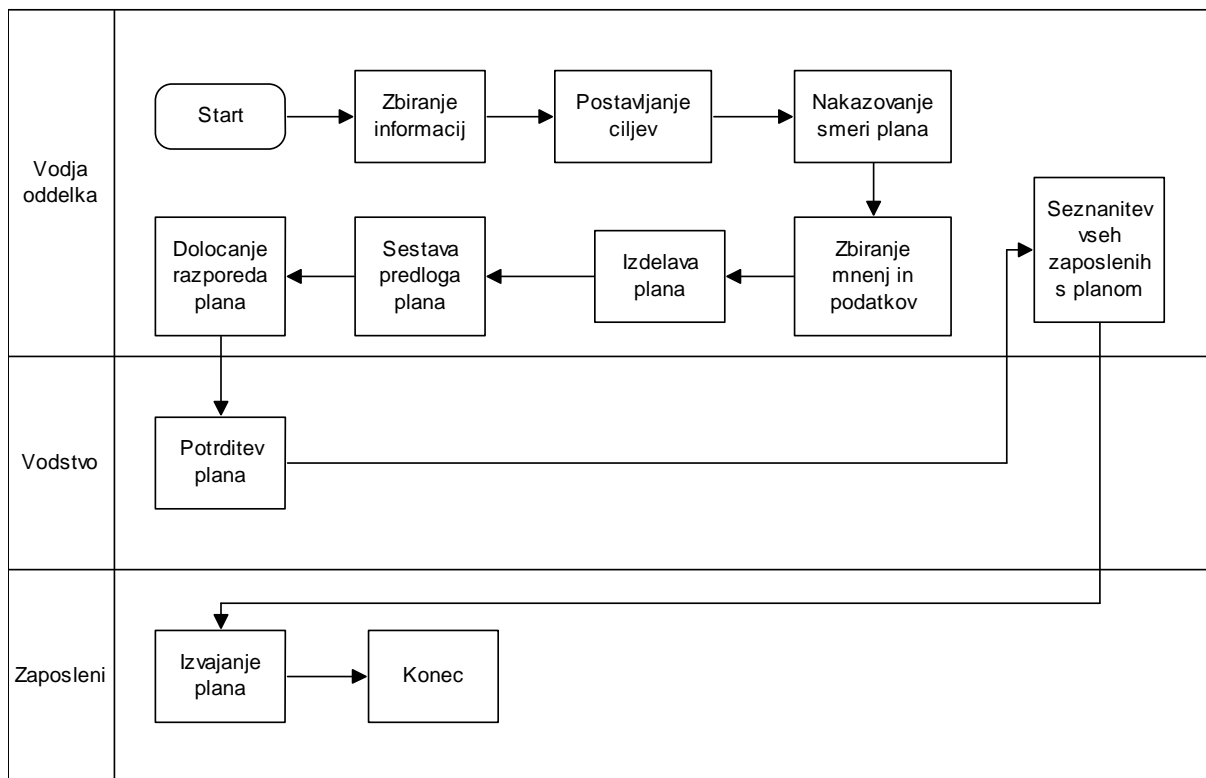 Vodja
oddelka
Start
Zbiranje
informacij
Postavljanje
ciljev
Nakazovanje
smeri plana
Dolocanje
razporeda
plana
Sestava
predloga
plana
Izdelava
plana
Zbiranje
mnenj in
podatkov
Seznanitev
vseh
zaposlenih
s planom
Vodstvo
Potrditev
plana
Zaposleni
Izvajanje
plana
Konec